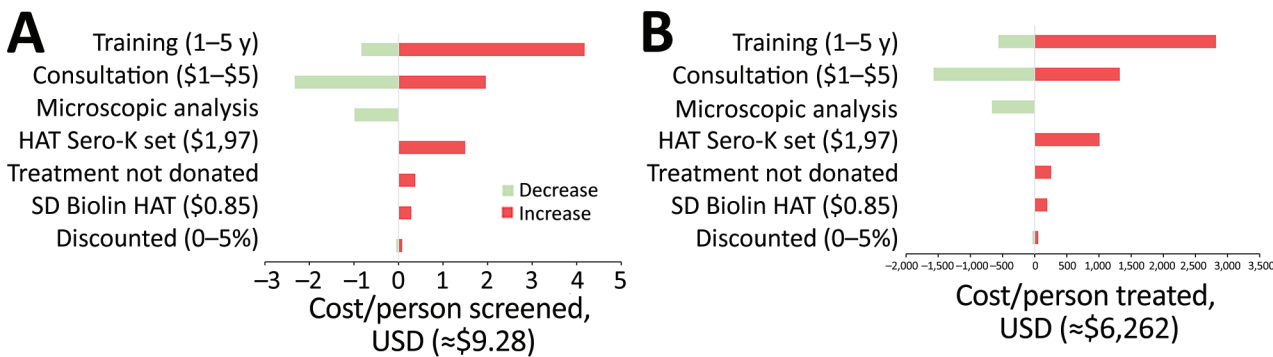 A
Training (1–5 y)
Consultation ($1–$5)
Microscopic analysis
HAT Sero-K set ($1,97)
Treatment not donated
SD Biolin HAT ($0.85)
Discounted (0–5%)
Decrease
Increase
−3 −2 −1 0 1 2 3 4 5
Cost/person screened,
USD (≈$9.28)
B
Training (1–5 y)
Consultation ($1–$5)
Microscopic analysis
HAT Sero-K set ($1,97)
Treatment not donated
SD Biolin HAT ($0.85)
Discounted (0–5%)
−2,000 −1,500 −1,000 −500 0 500 1,000 1,500 2,000 2,500 3,000 3,500
Cost/person treated,
USD (≈$6,262)